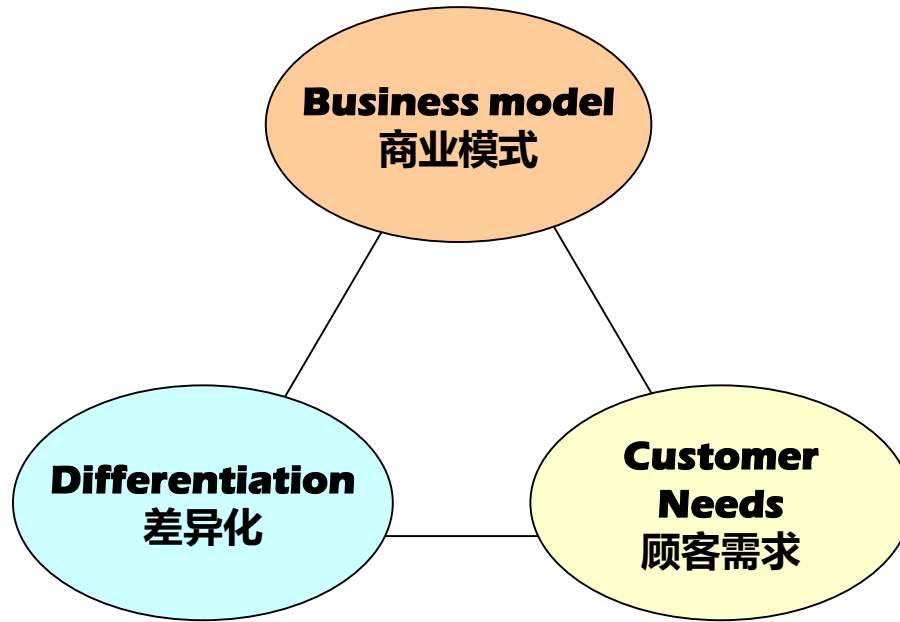 Business model
商业模式
Differentiation
差异化
Customer
Needs
顾客需求